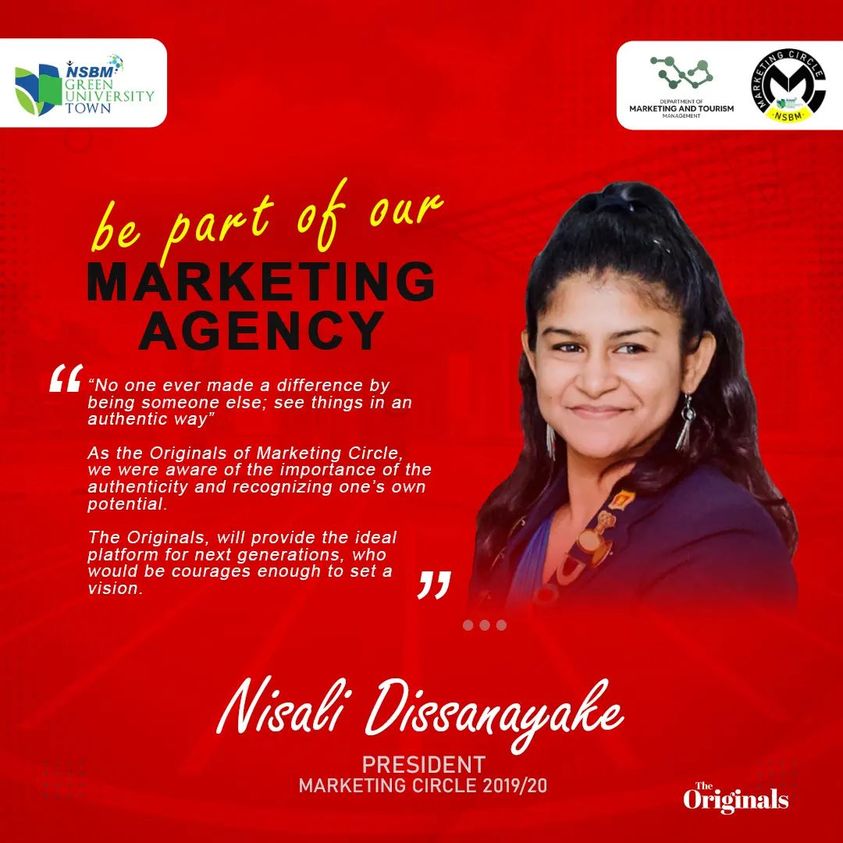 NSBM
GREEN
UNIVERSITY
TOWN
DEPARTMENT OF
MARKETING AND TOURISM
MANAGEMENT
MARKETING CIRCLE
NSBM
be part of our
MARKETING
AGENCY
“
“No one ever made a difference by
being someone else; see things in an
authentic way”
As the Originals of Marketing Circle,
we were aware of the importance of the
authenticity and recognizing one’s own
potential.
The Originals, will provide the ideal
platform for next generations, who
would be courages enough to set a
vision.
”
Nisali Dissanayake
PRESIDENT
MARKETING CIRCLE 2019/20
The
Originals